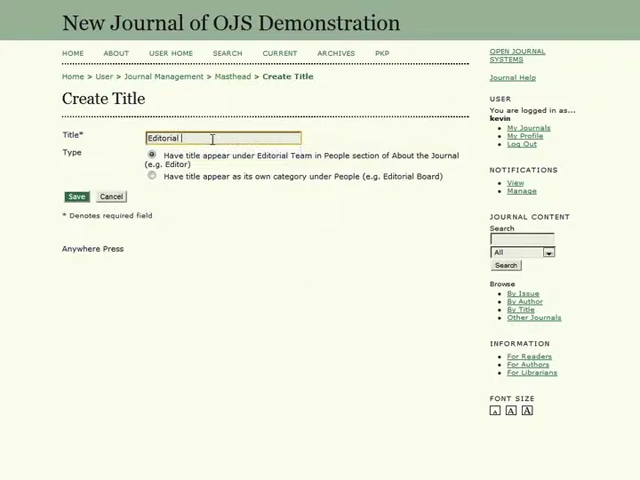 New Journal of OJS Demonstration
HOME ABOUT USER HOME SEARCH CURRENT ARCHIVES PKP
Home > User > Journal Management > Masthead > Create Title
Create Title
Title* Editorial
Type Have title appear under Editorial Team in People section of About the Journal
(e.g. Editor)
Have title appear as its own category under People (e.g. Editorial Board)
Save Cancel
* Denotes required field
Anywhere Press
OPEN JOURNAL
SYSTEMS
Journal Help
USER
You are logged in as...
kevin
My Journals
My Profile
Log Out
NOTIFICATIONS
View
Manage
JOURNAL CONTENT
Search
All
Search
Browse
By Issue
By Author
By Title
Other Journals
INFORMATION
For Readers
For Authors
For Librarians
FONT SIZE
A A A